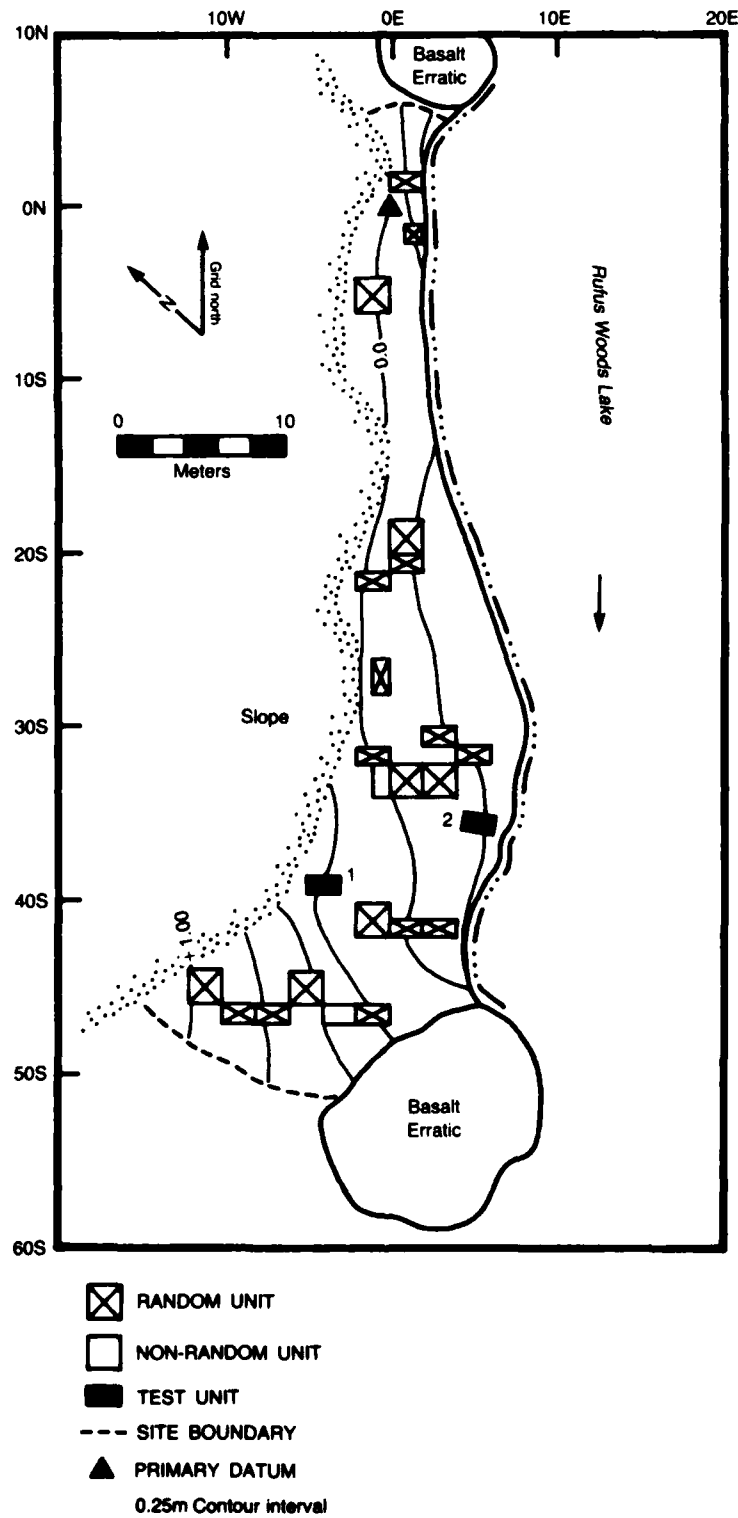 10W 0E 10E 20E
10N
Basalt
Erratic
0N
Grid north
N
Rufus Woods Lake
0.0
10S
0 10
Meters
20S
Slope
30S
2
1
40S
+ 1.00
50S
Basalt
Erratic
60S
RANDOM UNIT
NON-RANDOM UNIT
TEST UNIT
SITE BOUNDARY
PRIMARY DATUM
0.25m Contour interval